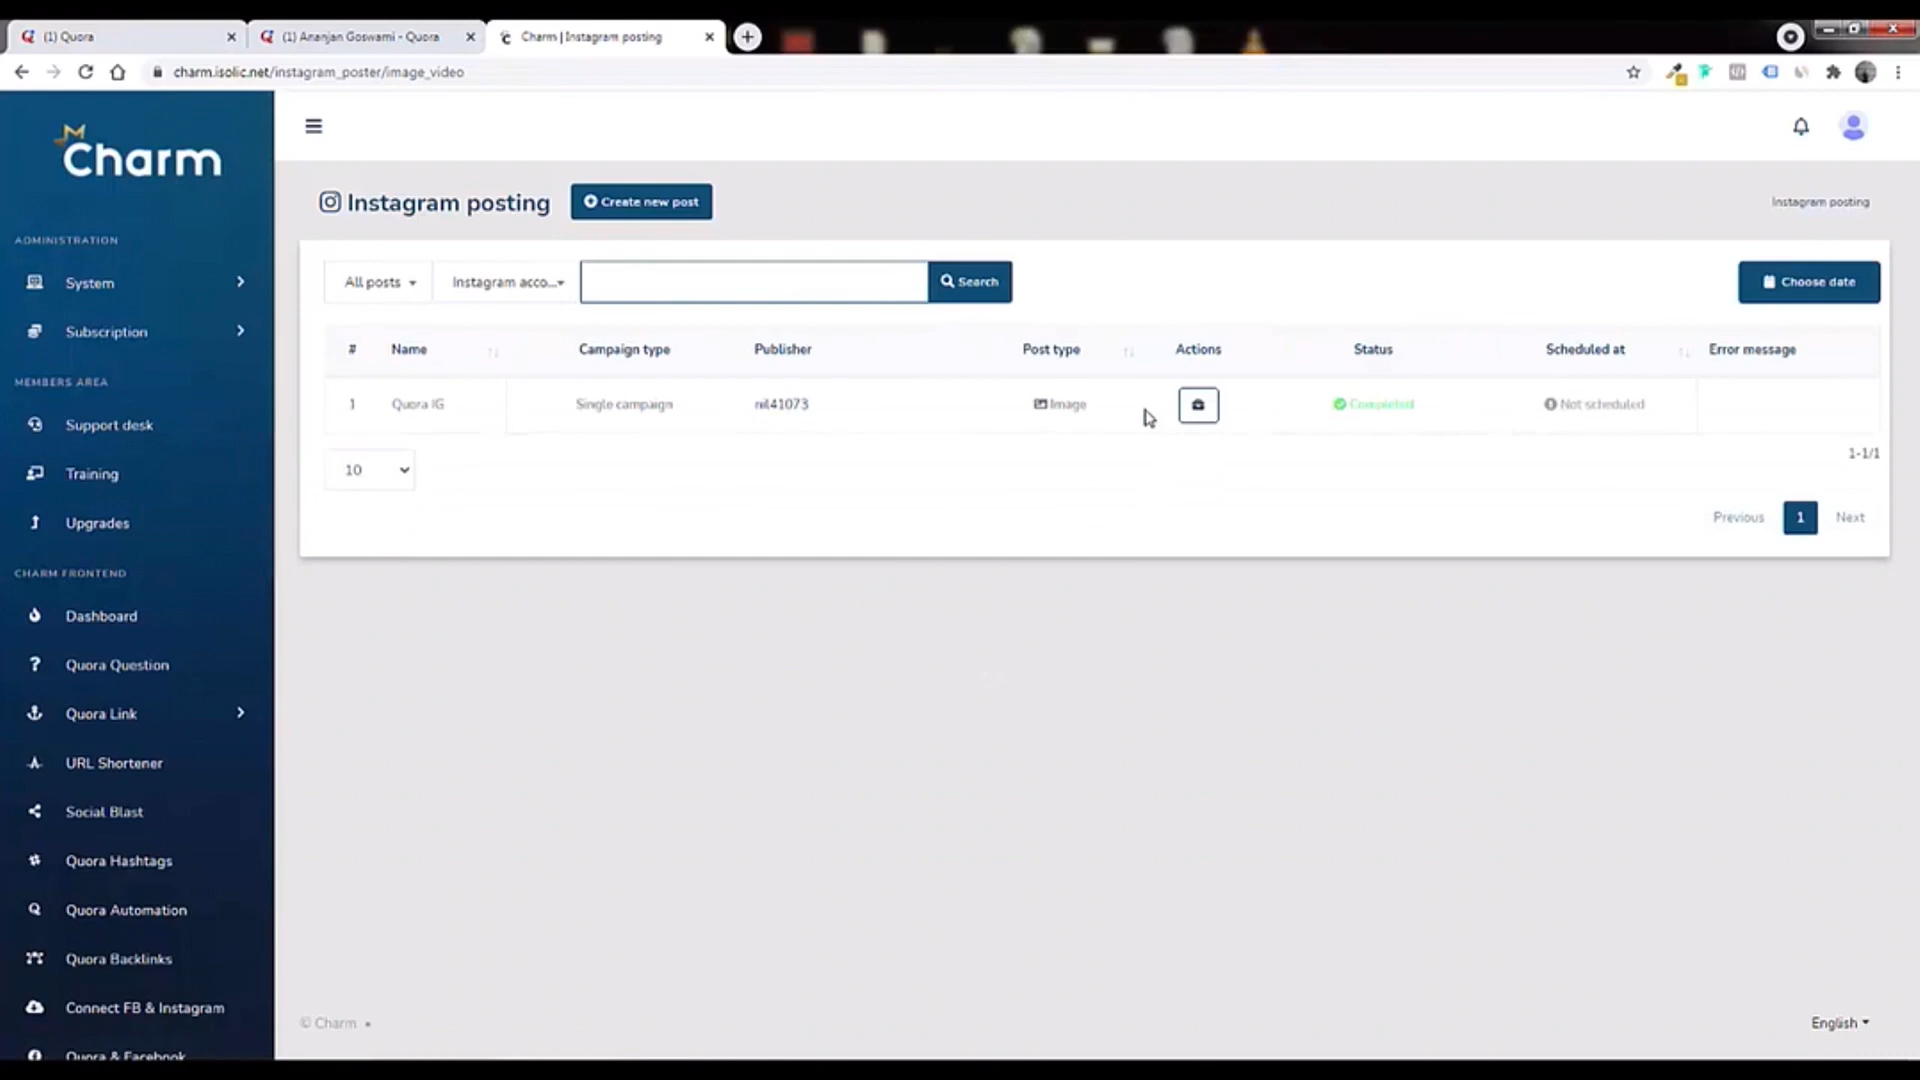 (1) Quora
(1) Ananjan Goswami - Quora
Charm | Instagram posting
charm.isolic.net/instagram_poster/image_video
Charm
Instagram posting
Create new post
Instagram posting
ADMINISTRATION
System
Subscription
MEMBERS AREA
Support desk
Training
Upgrades
CHARM FRONTEND
Dashboard
Quora Question
Quora Link
URL Shortener
Social Blast
Quora Hashtags
Quora Automation
Quora Backlinks
Connect FB & Instagram
Quora & Facebook
All posts
Instagram acco...
Search
Choose date
# Name Campaign type Publisher Post type Actions Status Scheduled at Error message
1 Quora IG Single campaign nil41073 Image Completed Not scheduled
10
1-1/1
Previous 1 Next
© Charm •
English